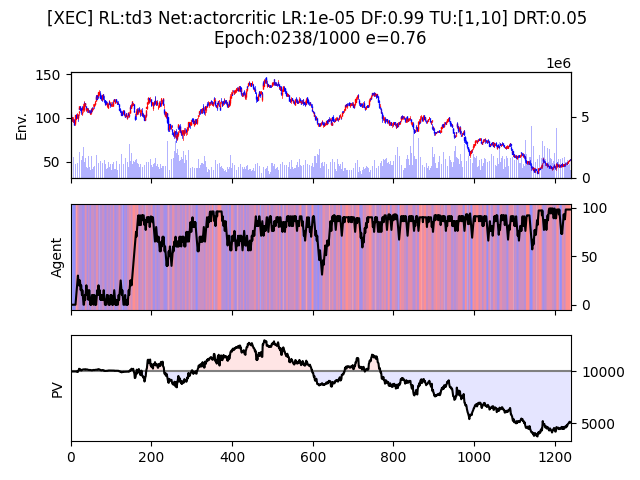 [XEC] RL:td3 Net:actorcritic LR:1e-05 DF:0.99 TU:[1,10] DRT:0.05
Epoch:0238/1000 e=0.76
1e6
150
100
50
Env.
5
0
Agent
100
50
0
PV
10000
5000
0 200 400 600 800 1000 1200